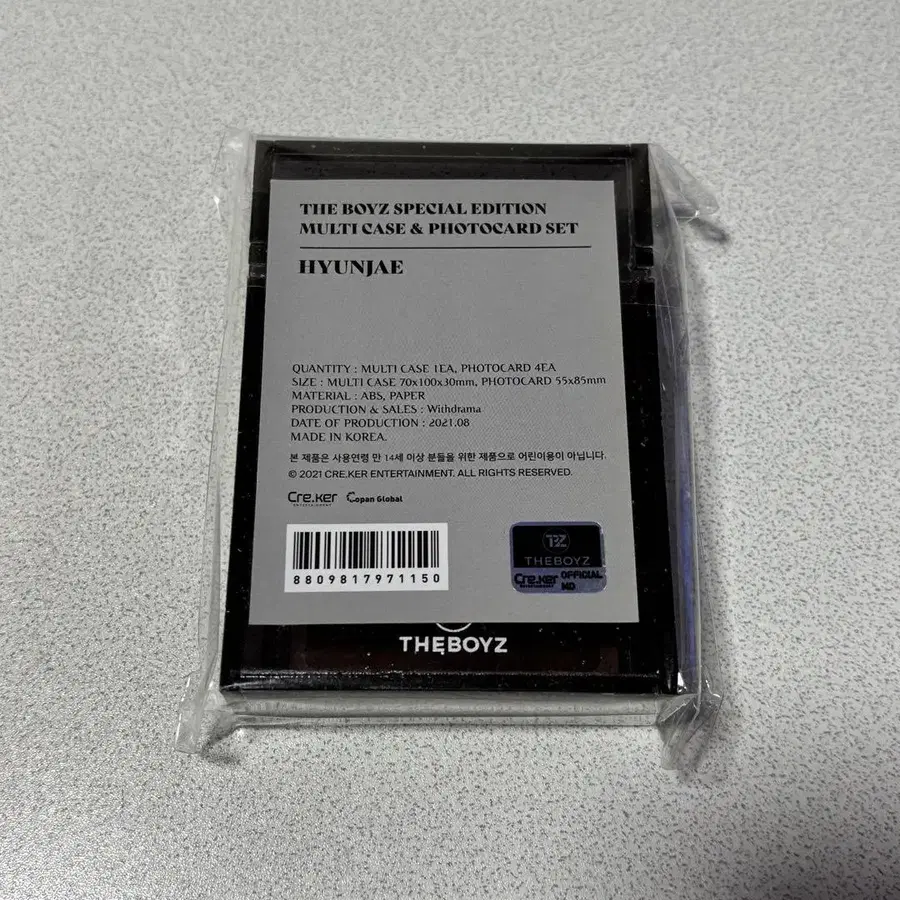 THE BOYZ SPECIAL EDITION
MULTI CASE & PHOTOCARD SET
HYUNJAE
QUANTITY : MULTI CASE 1EA, PHOTOCARD 4EA
SIZE : MULTI CASE 70x100x30mm, PHOTOCARD 55x85mm
MATERIAL : ABS, PAPER
PRODUCTION & SALES : Withdrama
DATE OF PRODUCTION : 2021.08
MADE IN KOREA.
본 제품은 사용연령 만 14세 이상 분들을 위한 제품으로 어린이용이 아닙니다.
© 2021 CRE.KER ENTERTAINMENT. ALL RIGHTS RESERVED.
Cre.ker
ENTERTAINMENT
Copan Global
8809817971150
TBZ
THEBOYZ
Cre.ker
ENTERTAINMENT
OFFICIAL
MD
THEBOYZ